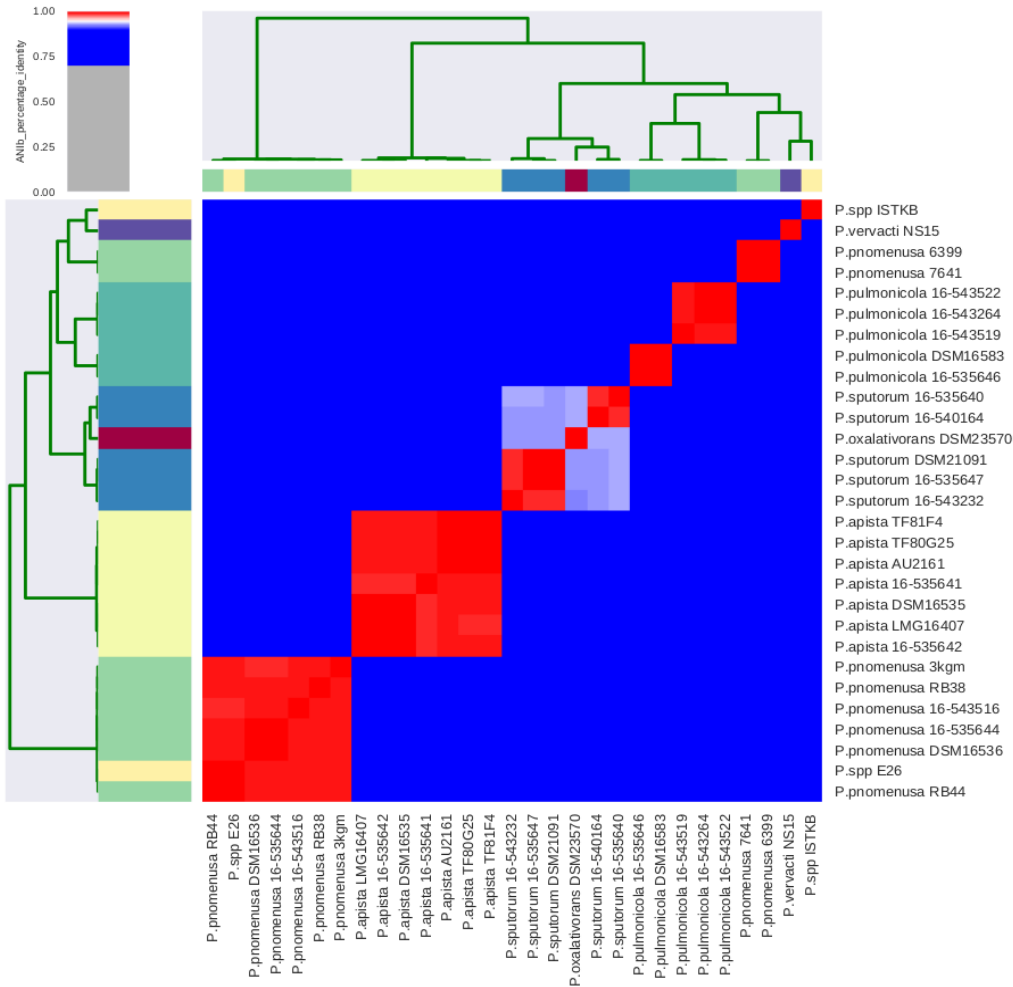 1.00
0.75
0.50
0.25
0.00
ANIb_percentage_identity
P.spp ISTKB
P.vervacti NS15
P.pnomenusa 6399
P.pnomenusa 7641
P.pulmonicola 16-543522
P.pulmonicola 16-543264
P.pulmonicola 16-543519
P.pulmonicola DSM16583
P.pulmonicola 16-535646
P.sputorum 16-535640
P.sputorum 16-540164
P.oxalativorans DSM23570
P.sputorum DSM21091
P.sputorum 16-535647
P.sputorum 16-543232
P.apista TF81F4
P.apista TF80G25
P.apista AU2161
P.apista 16-535641
P.apista DSM16535
P.apista LMG16407
P.apista 16-535642
P.pnomenusa 3kgm
P.pnomenusa RB38
P.pnomenusa 16-543516
P.pnomenusa 16-535644
P.pnomenusa DSM16536
P.spp E26
P.pnomenusa RB44
P.pnomenusa RB44
P.spp E26
P.pnomenusa DSM16536
P.pnomenusa 16-535644
P.pnomenusa 16-543516
P.pnomenusa RB38
P.pnomenusa 3kgm
P.apista LMG16407
P.apista 16-535642
P.apista DSM16535
P.apista 16-535641
P.apista AU2161
P.apista TF80G25
P.apista TF81F4
P.sputorum 16-543232
P.sputorum 16-535647
P.sputorum DSM21091
P.oxalativorans DSM23570
P.sputorum 16-540164
P.sputorum 16-535640
P.pulmonicola 16-535646
P.pulmonicola DSM16583
P.pulmonicola 16-543519
P.pulmonicola 16-543264
P.pulmonicola 16-543522
P.pnomenusa 7641
P.pnomenusa 6399
P.vervacti NS15
P.spp ISTKB